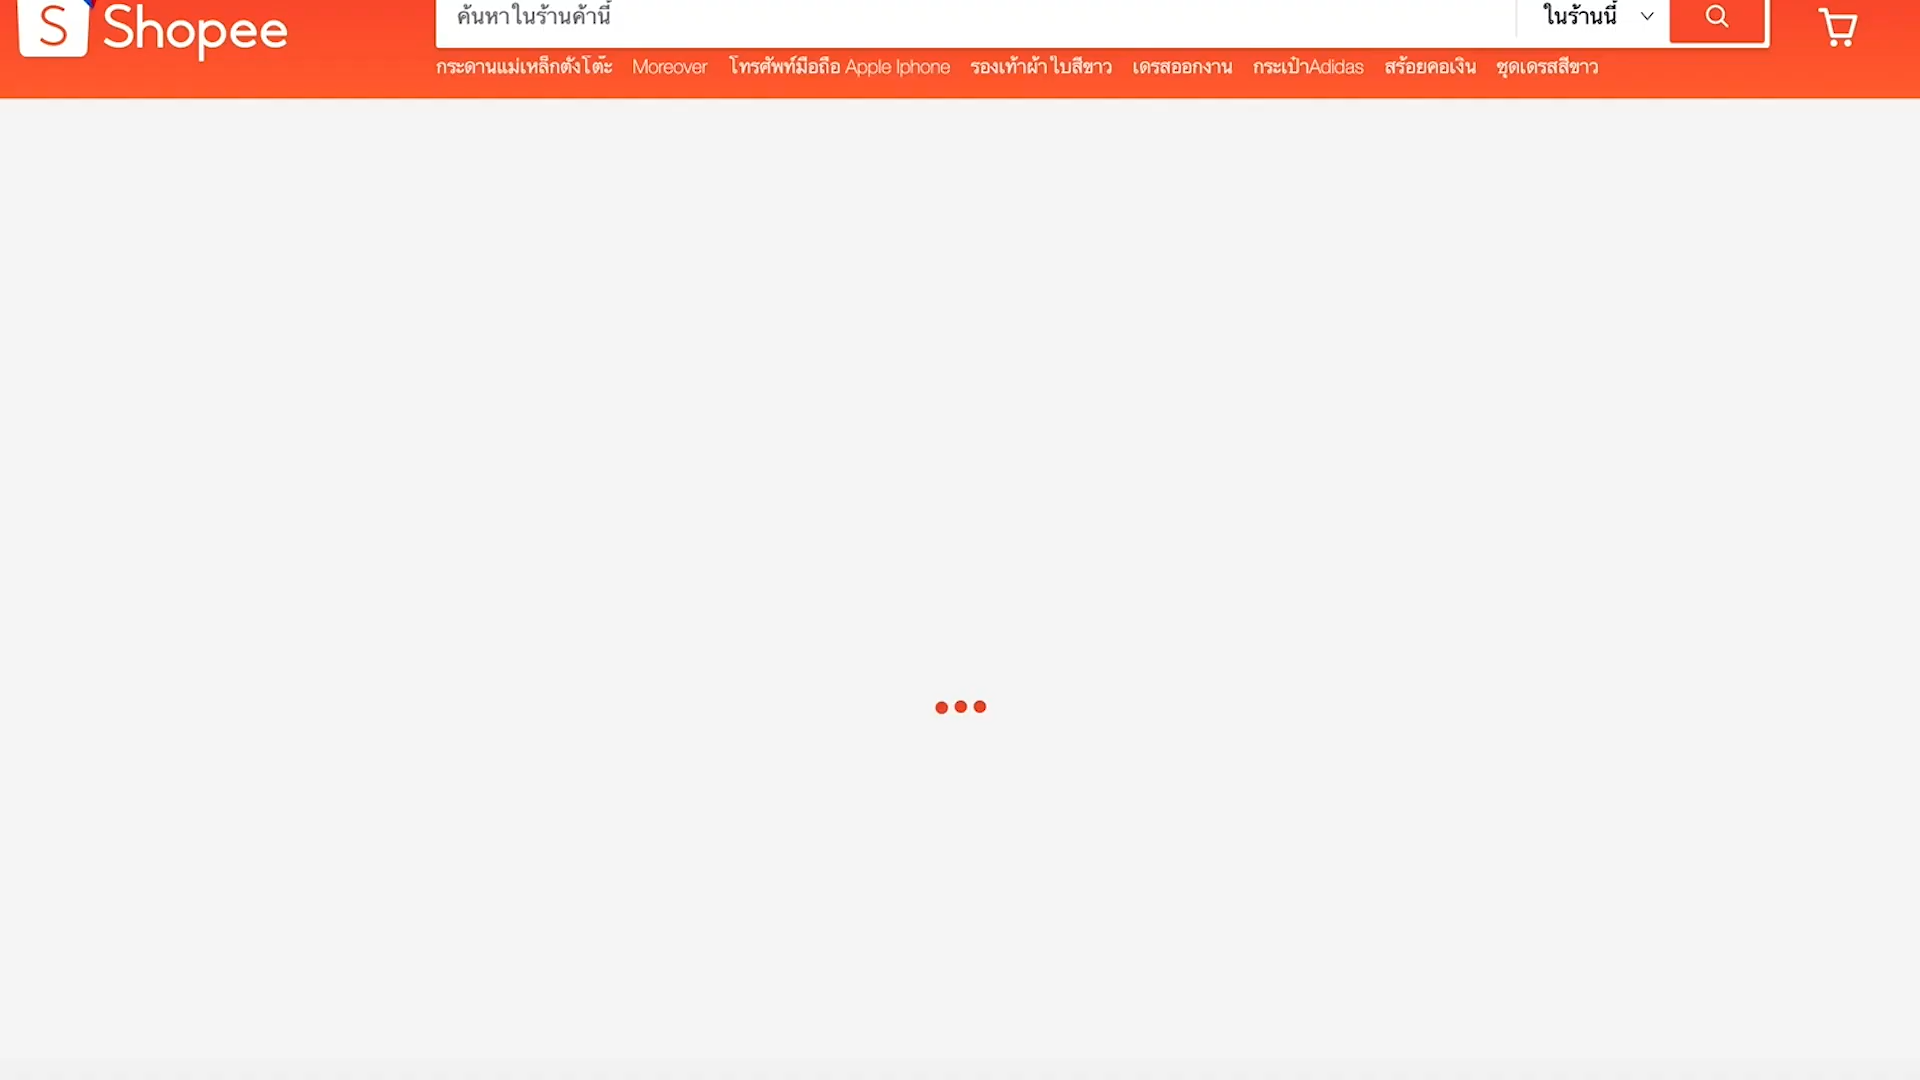 S Shopee
ค้นหาในร้านค้านี้
ในร้านนี้
กระดานแม่เหล็กตั้งโต๊ะ Moreover โทรศัพท์มือถือ Apple Iphone รองเท้าผ้าใบสีขาว เดรสออกงาน กระเป๋าAdidas สร้อยคอเงิน ชุดเดรสสีขาว